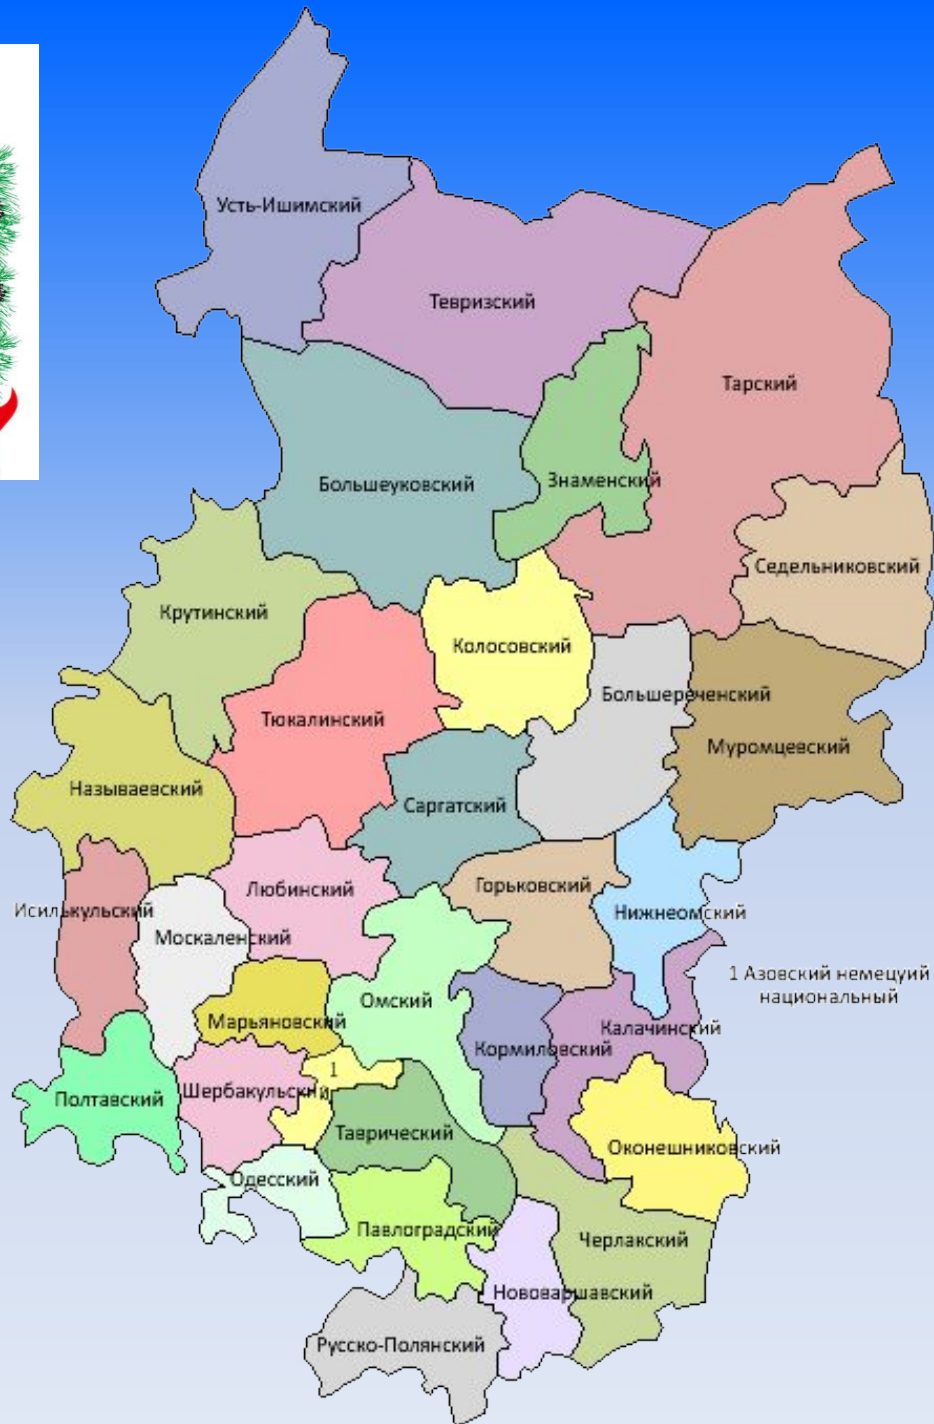 Усть-Ишимский
Тевризский
Тарский
Большеуковский
Знаменский
Седельниковский
Крутинский
Колосовский
Большереченский
Тюкалинский
Муромцевский
Называевский
Саргатский
Любинский
Горьковский
Исилькульский
Нижнеомский
Москаленский
1 Азовский немецуий
национальный
Омский
Марьяновский
Калачинский
Кормиловский
1
Шербакульский
Полтавский
Таврический
Оконешниковский
Одесский
Павлоградский
Черлакский
Нововаршавский
Русско-Полянский